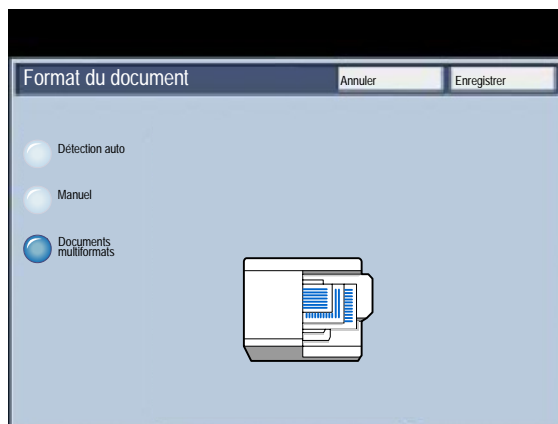 Format du document
Annuler
Enregistrer
Détection auto
Manuel
Documents
multiformats